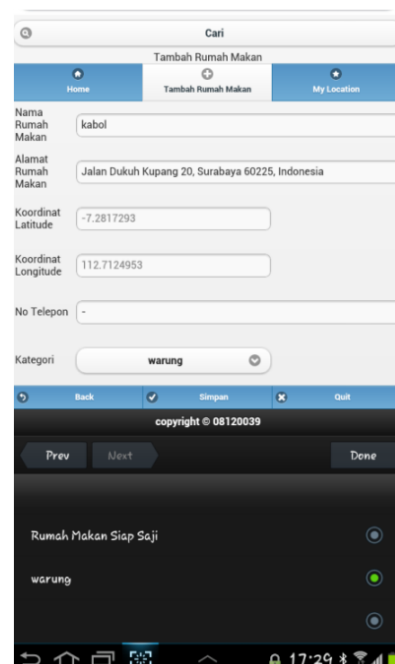 Cari
Tambah Rumah Makan
Home
Tambah Rumah Makan
My Location
Nama
Rumah
Makan
kabol
Alamat
Rumah
Makan
Jalan Dukuh Kupang 20, Surabaya 60225, Indonesia
Koordinat
Latitude
-7.2817293
Koordinat
Longitude
112.7124953
No Telepon
-
Kategori
warung
Back
Simpan
Quit
copyright © 08120039
Prev
Next
Done
Rumah Makan Siap Saji
warung
17:29